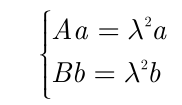 Aa = λ²a
Bb = λ²b